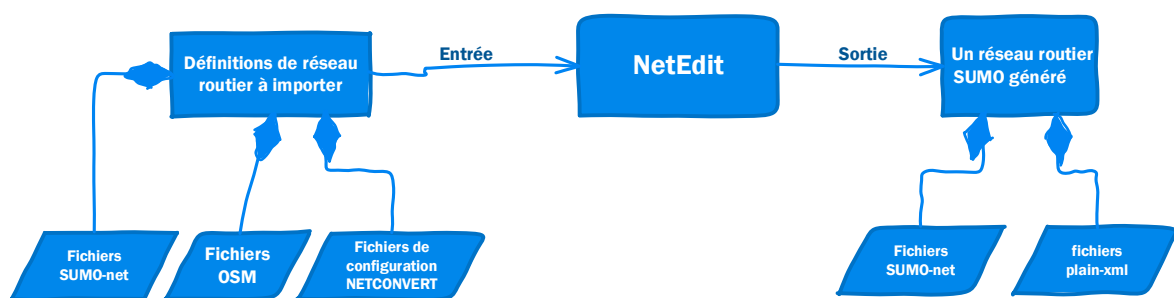 Définitions de réseau
routier à importer
Entrée
NetEdit
Sortie
Un réseau routier
SUMO généré
Fichiers
SUMO-net
Fichiers
OSM
Fichiers de
configuration
NETCONVERT
Fichiers
SUMO-net
fichiers
plain-xml